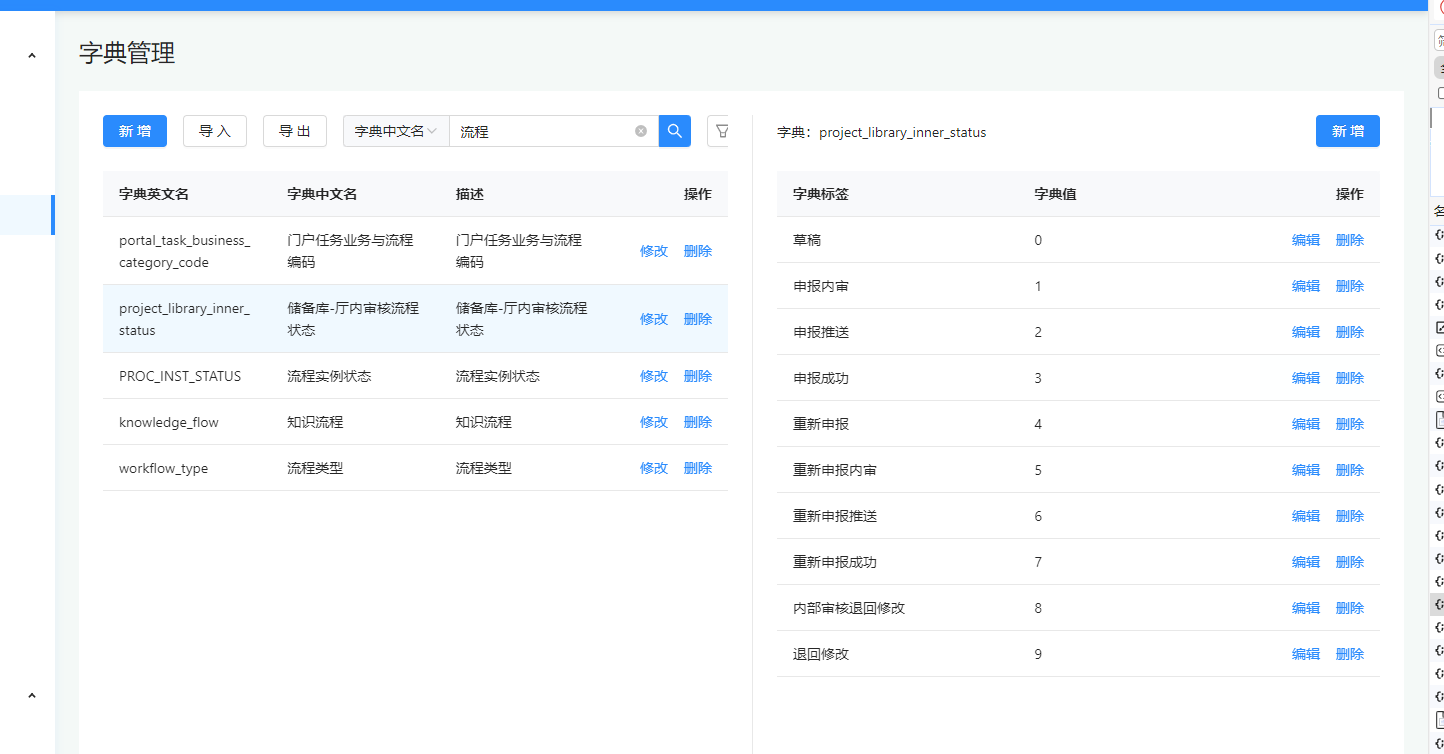 字典管理
新 增
导 入
导 出
字典中文名
流程
字典英文名 字典中文名 描述 操作
portal_task_business_ 门户任务业务与流程 门户任务业务与流程
category_code 编码 编码 修改 删除
project_library_inner_ 储备库-厅内审核流程 储备库-厅内审核流程
status 状态 状态 修改 删除
PROC_INST_STATUS 流程实例状态 流程实例状态 修改 删除
knowledge_flow 知识流程 知识流程 修改 删除
workflow_type 流程类型 流程类型 修改 删除
字典：project_library_inner_status
新 增
字典标签 字典值 操作
草稿 0 编辑 删除
申报内审 1 编辑 删除
申报推送 2 编辑 删除
申报成功 3 编辑 删除
重新申报 4 编辑 删除
重新申报内审 5 编辑 删除
重新申报推送 6 编辑 删除
重新申报成功 7 编辑 删除
内部审核退回修改 8 编辑 删除
退回修改 9 编辑 删除